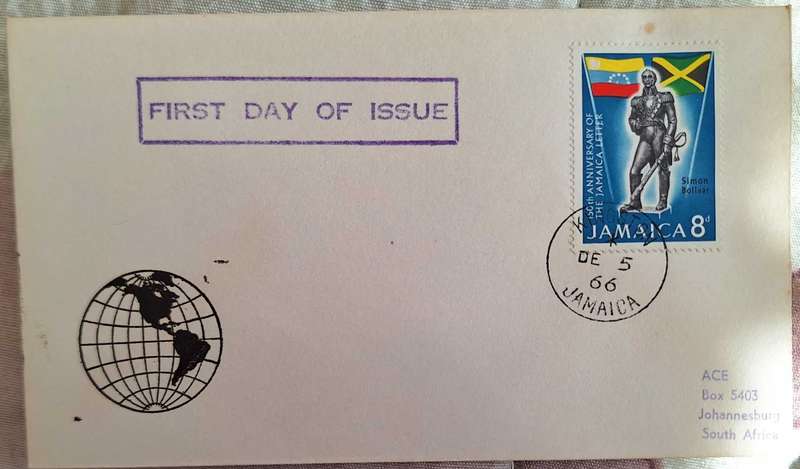 FIRST DAY OF ISSUE
150th ANNIVERSARY OF
THE JAMAICA LETTER
Simon
Bolivar
JAMAICA 8d
KINGSTON
DE 5
66
JAMAICA
ACE
Box 5403
Johannesburg
South Africa